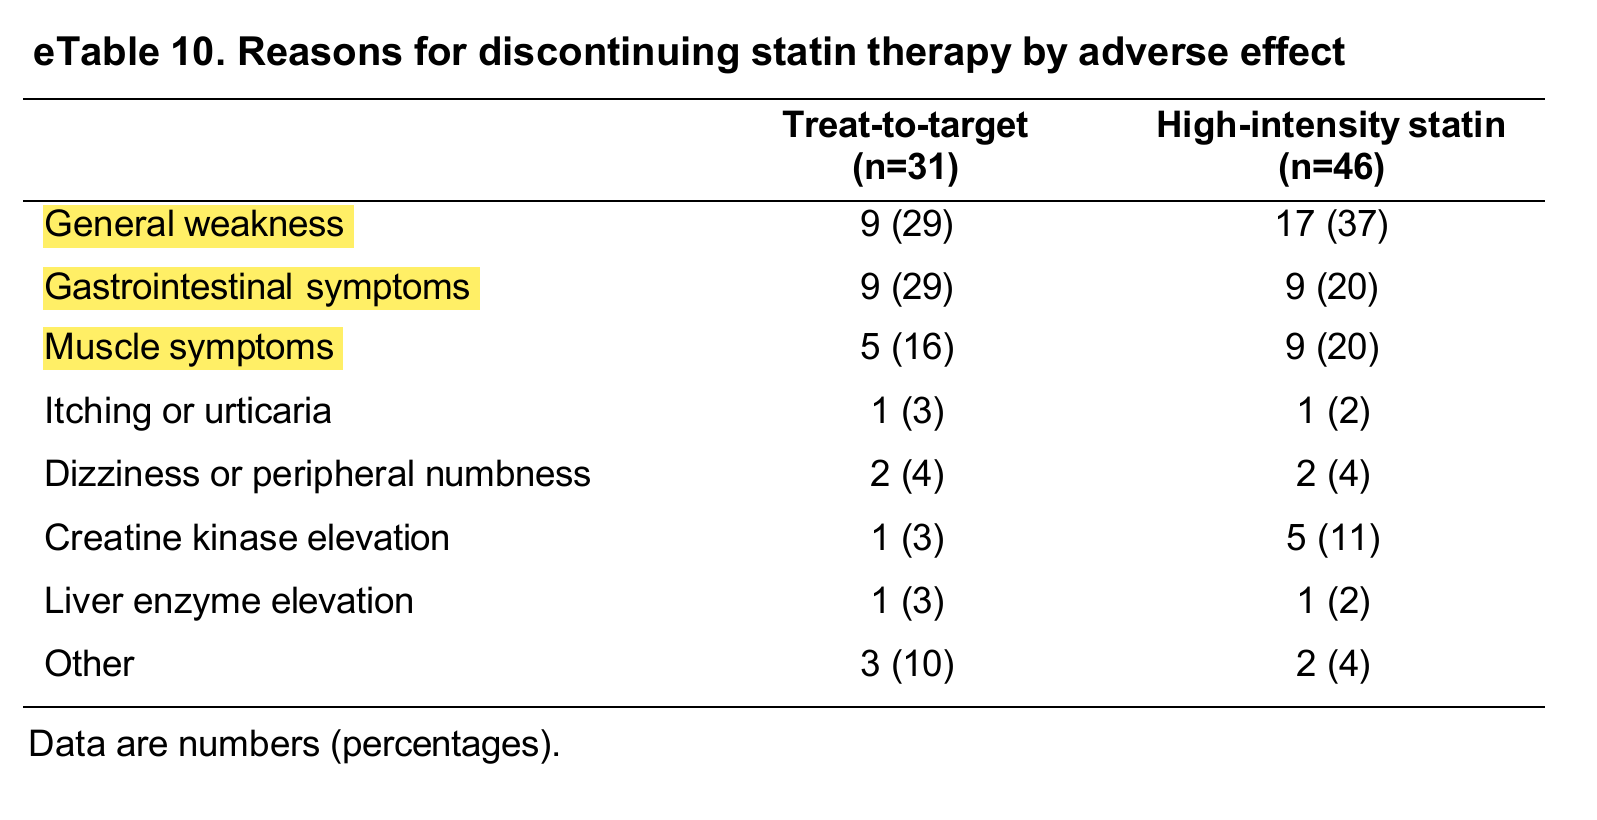 eTable 10. Reasons for discontinuing statin therapy by adverse effect
Treat-to-target High-intensity statin
(n=31) (n=46)
General weakness 9 (29) 17 (37)
Gastrointestinal symptoms 9 (29) 9 (20)
Muscle symptoms 5 (16) 9 (20)
Itching or urticaria 1 (3) 1 (2)
Dizziness or peripheral numbness 2 (4) 2 (4)
Creatine kinase elevation 1 (3) 5 (11)
Liver enzyme elevation 1 (3) 1 (2)
Other 3 (10) 2 (4)
Data are numbers (percentages).